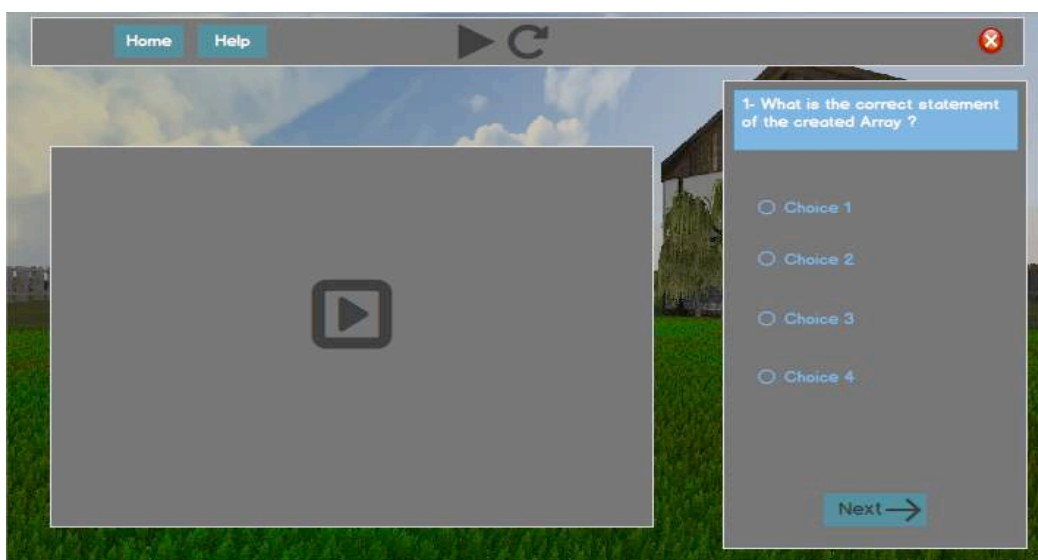 Home Help
1- What is the correct statement
of the created Array ?
Choice 1
Choice 2
Choice 3
Choice 4
Next